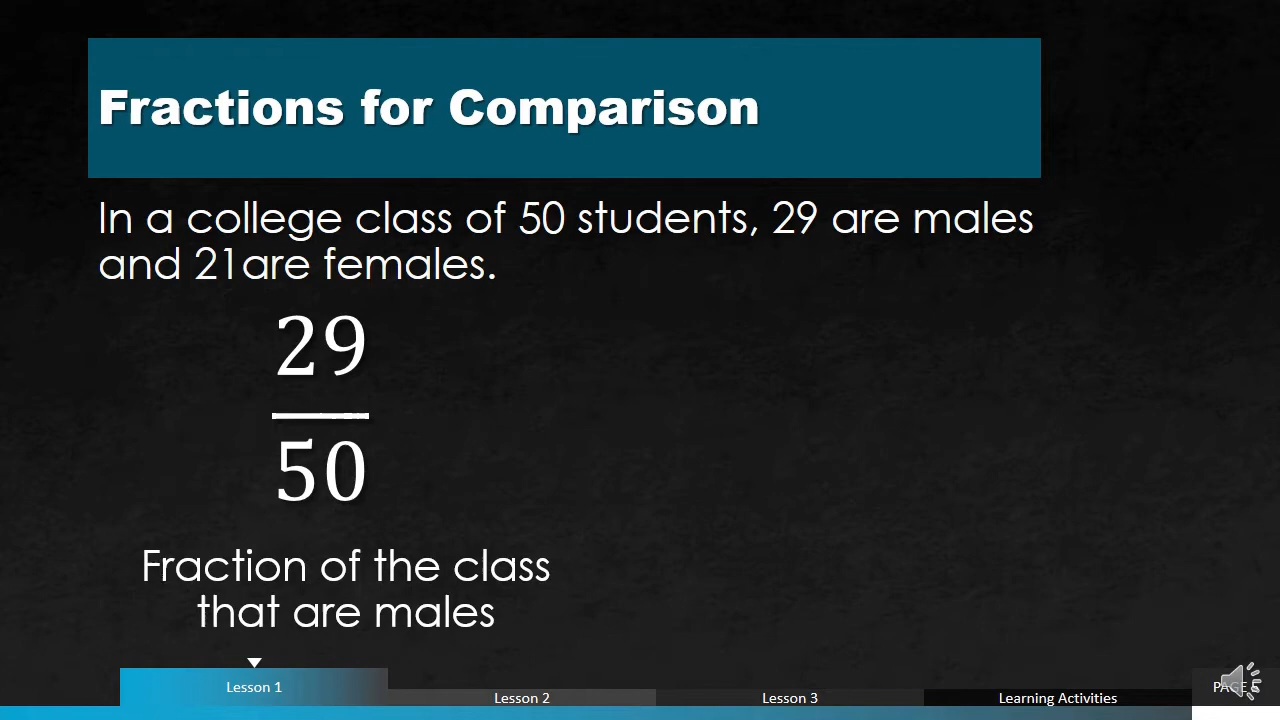 Fractions for Comparison
In a college class of 50 students, 29 are males
and 21are females.
29
50
Fraction of the class
that are males
Lesson 1
Lesson 2
Lesson 3
Learning Activities